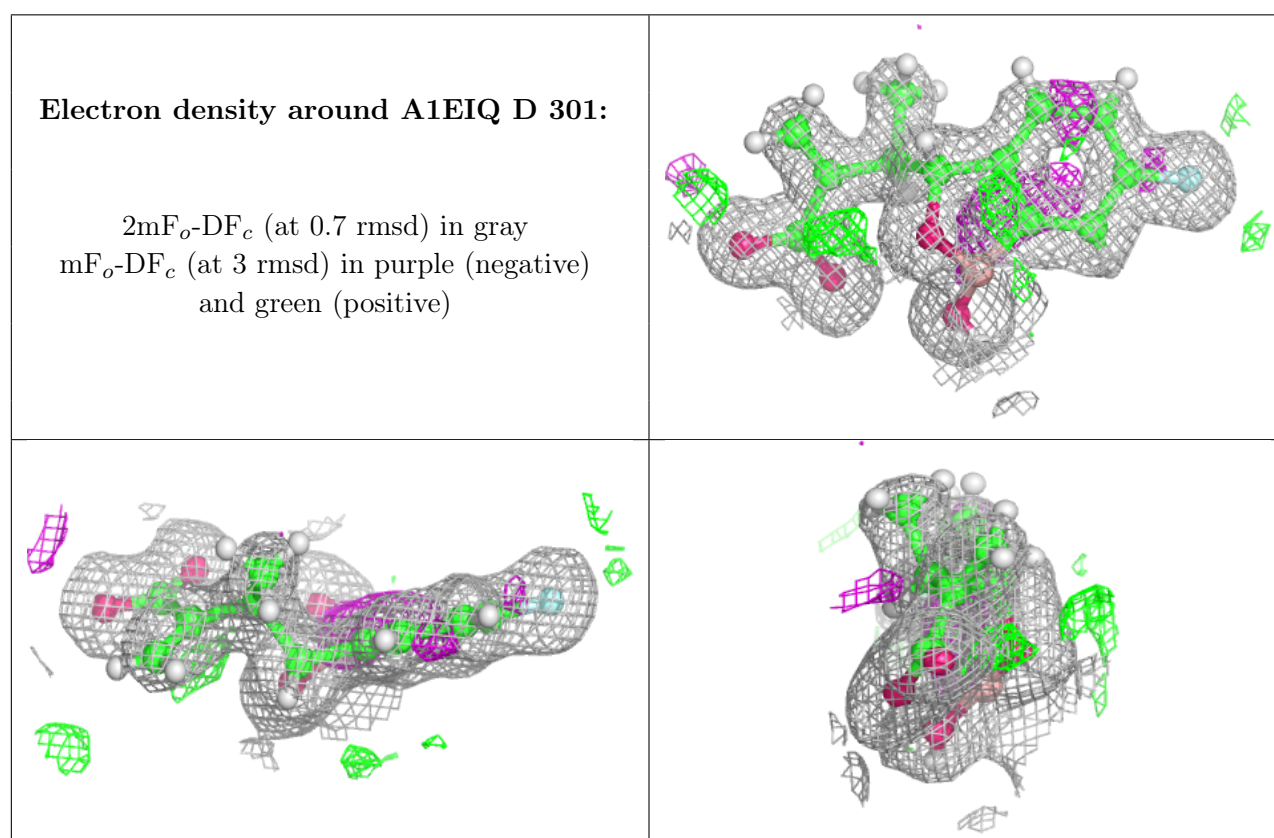 Electron density around A1EIQ D 301:
2mFo-DFc (at 0.7 rmsd) in gray
mFo-DFc (at 3 rmsd) in purple (negative)
and green (positive)